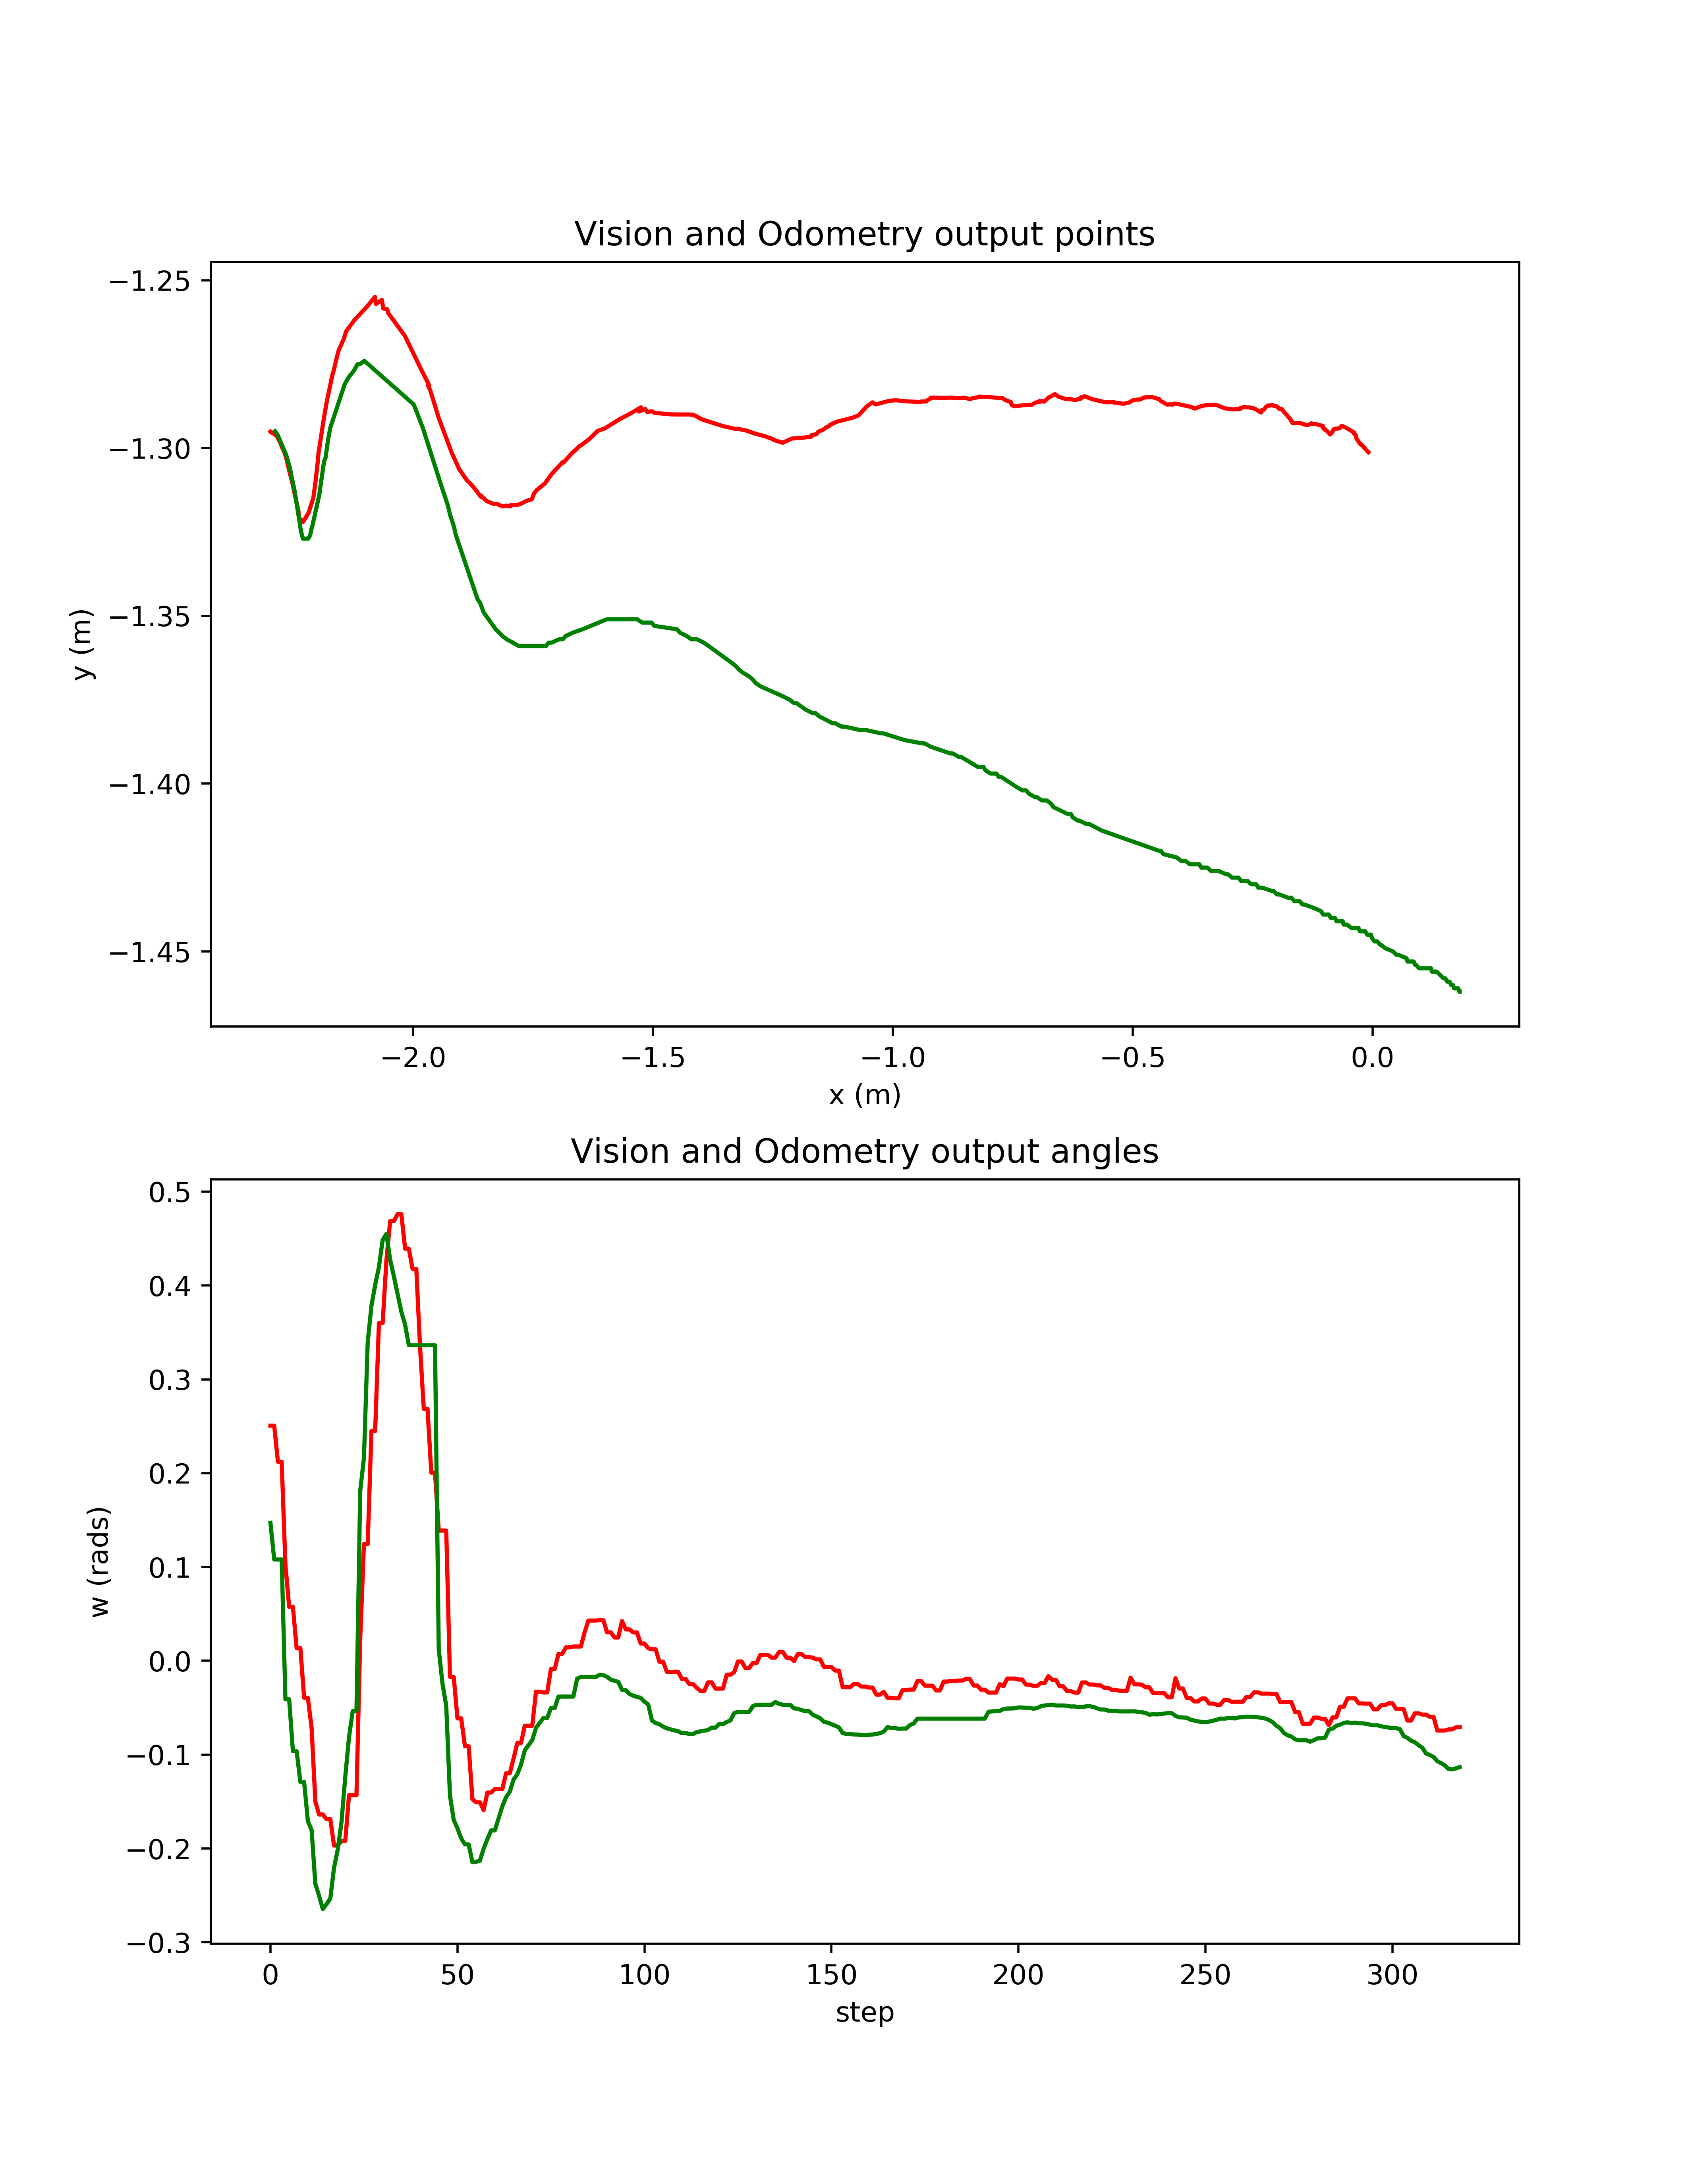 Vision and Odometry output points
−1.25
−1.30
−1.35
−1.40
−1.45
y (m)
−2.0 −1.5 −1.0 −0.5 0.0
x (m)
Vision and Odometry output angles
0.5
0.4
0.3
0.2
0.1
0.0
−0.1
−0.2
−0.3
w (rads)
0 50 100 150 200 250 300
step